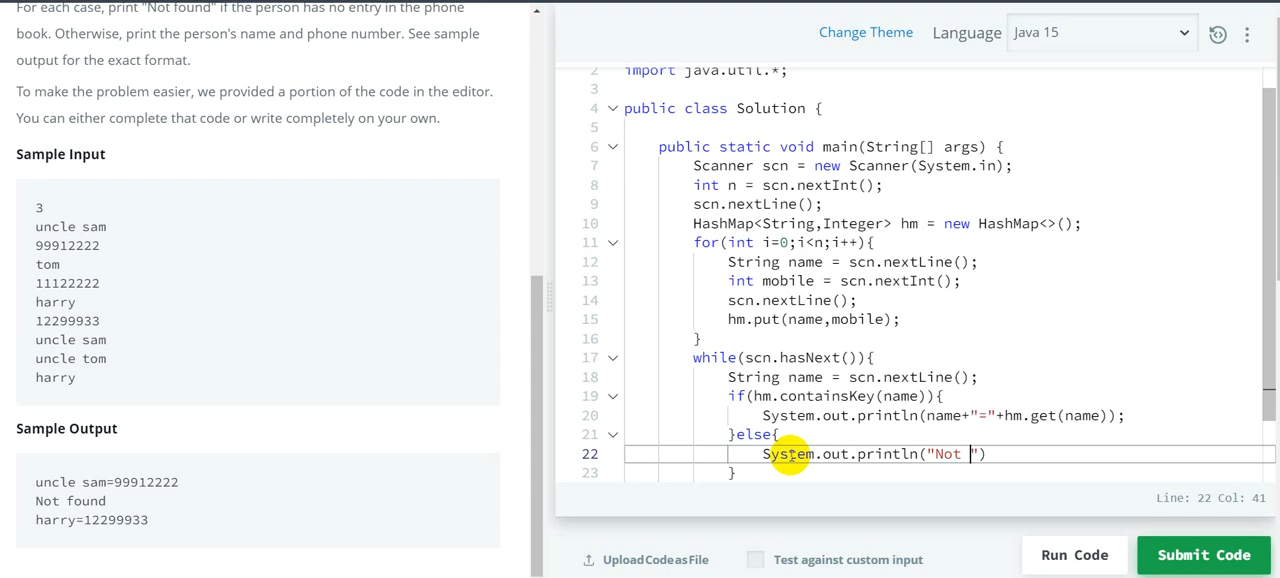 For each case, print "Not found" if the person has no entry in the phone
book. Otherwise, print the person's name and phone number. See sample
output for the exact format.
To make the problem easier, we provided a portion of the code in the editor.
You can either complete that code or write completely on your own.
Sample Input
3
uncle sam
99912222
tom
11122222
harry
12299933
uncle sam
uncle tom
harry
Sample Output
uncle sam=99912222
Not found
harry=12299933
Change Theme Language Java 15
2 import java.util.*;
3
4 public class Solution {
5
6 public static void main(String[] args) {
7 Scanner scn = new Scanner(System.in);
8 int n = scn.nextInt();
9 scn.nextLine();
10 HashMap<String,Integer> hm = new HashMap<>();
11 for(int i=0;i<n;i++){
12 String name = scn.nextLine();
13 int mobile = scn.nextInt();
14 scn.nextLine();
15 hm.put(name,mobile);
16 }
17 while(scn.hasNext()){
18 String name = scn.nextLine();
19 if(hm.containsKey(name)){
20 System.out.println(name+"="+hm.get(name));
21 }else{
22 System.out.println("Not ")
23 }
Line: 22 Col: 41
Upload Code as File Test against custom input Run Code Submit Code